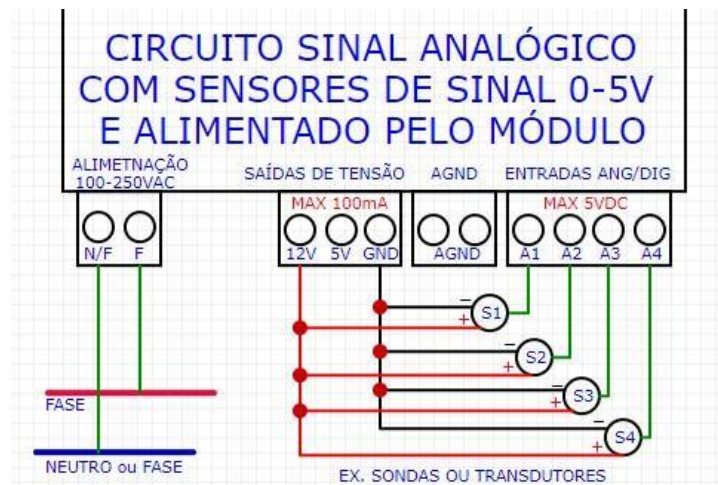 CIRCUITO SINAL ANALÓGICO
COM SENSORES DE SINAL 0-5V
E ALIMENTADO PELO MÓDULO
ALIMETNAÇÃO
100-250VAC
SAÍDAS DE TENSÃO
AGND
ENTRADAS ANG/DIG
MAX 100mA
MAX 5VDC
N/F
F
12V
5V
GND
AGND
A1
A2
A3
A4
−
+
S1
−
+
S2
−
+
S3
−
+
S4
FASE
NEUTRO ou FASE
EX. SONDAS OU TRANSDUTORES